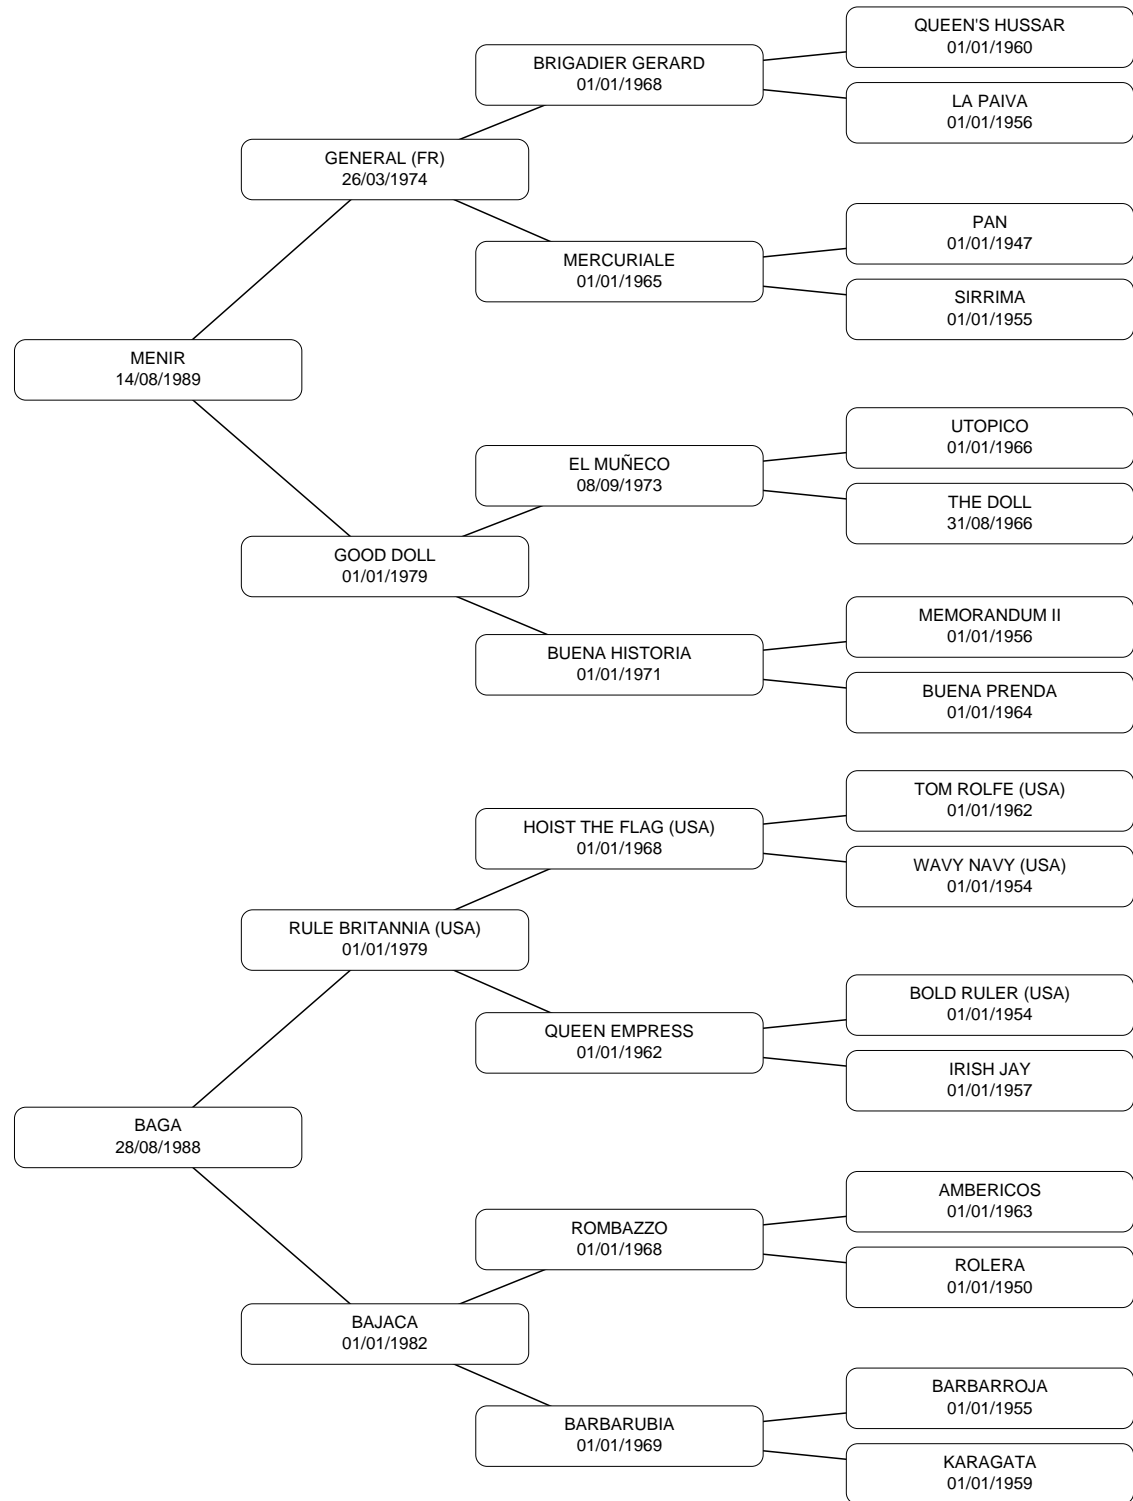 QUEEN'S HUSSAR
01/01/1960
BRIGADIER GERARD
01/01/1968
LA PAIVA
01/01/1956
GENERAL (FR)
26/03/1974
PAN
01/01/1947
MERCURIALE
01/01/1965
SIRRIMA
01/01/1955
MENIR
14/08/1989
UTOPICO
01/01/1966
EL MUÑECO
08/09/1973
THE DOLL
31/08/1966
GOOD DOLL
01/01/1979
MEMORANDUM II
01/01/1956
BUENA HISTORIA
01/01/1971
BUENA PRENDA
01/01/1964
TOM ROLFE (USA)
01/01/1962
HOIST THE FLAG (USA)
01/01/1968
WAVY NAVY (USA)
01/01/1954
RULE BRITANNIA (USA)
01/01/1979
BOLD RULER (USA)
01/01/1954
QUEEN EMPRESS
01/01/1962
IRISH JAY
01/01/1957
BAGA
28/08/1988
AMBERICOS
01/01/1963
ROMBAZZO
01/01/1968
ROLERA
01/01/1950
BAJACA
01/01/1982
BARBARROJA
01/01/1955
BARBARUBIA
01/01/1969
KARAGATA
01/01/1959